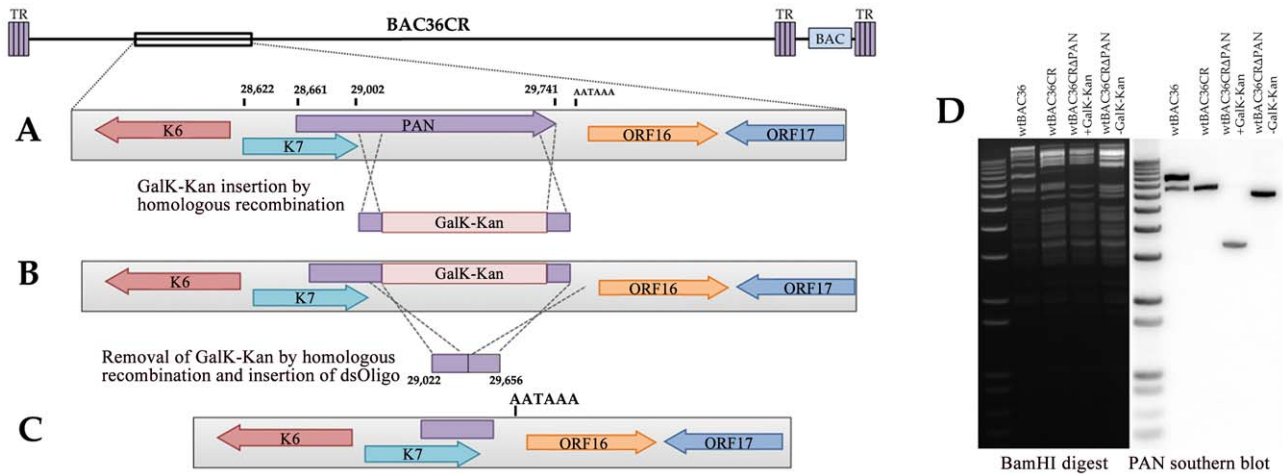 BAC36CR
TR
TR
BAC
TR
28,622
28,661
29,002
29,741
AATAAA
A
K6
PAN
K7
ORF16
ORF17
GalK-Kan insertion by
homologous recombination
GalK-Kan
B
K6
GalK-Kan
K7
ORF16
ORF17
Removal of GalK-Kan by homologous
recombination and insertion of dsOligo
29,022
29,656
AATAAA
C
K6
K7
ORF16
ORF17
D
wtBAC36
wtBAC36CR
wtBAC36CRΔPAN
+GalK-Kan
wtBAC36CRΔPAN
-GalK-Kan
wtBAC36
wtBAC36CR
wtBAC36CRΔPAN
+GalK-Kan
wtBAC36CRΔPAN
-GalK-Kan
BamHI digest
PAN southern blot